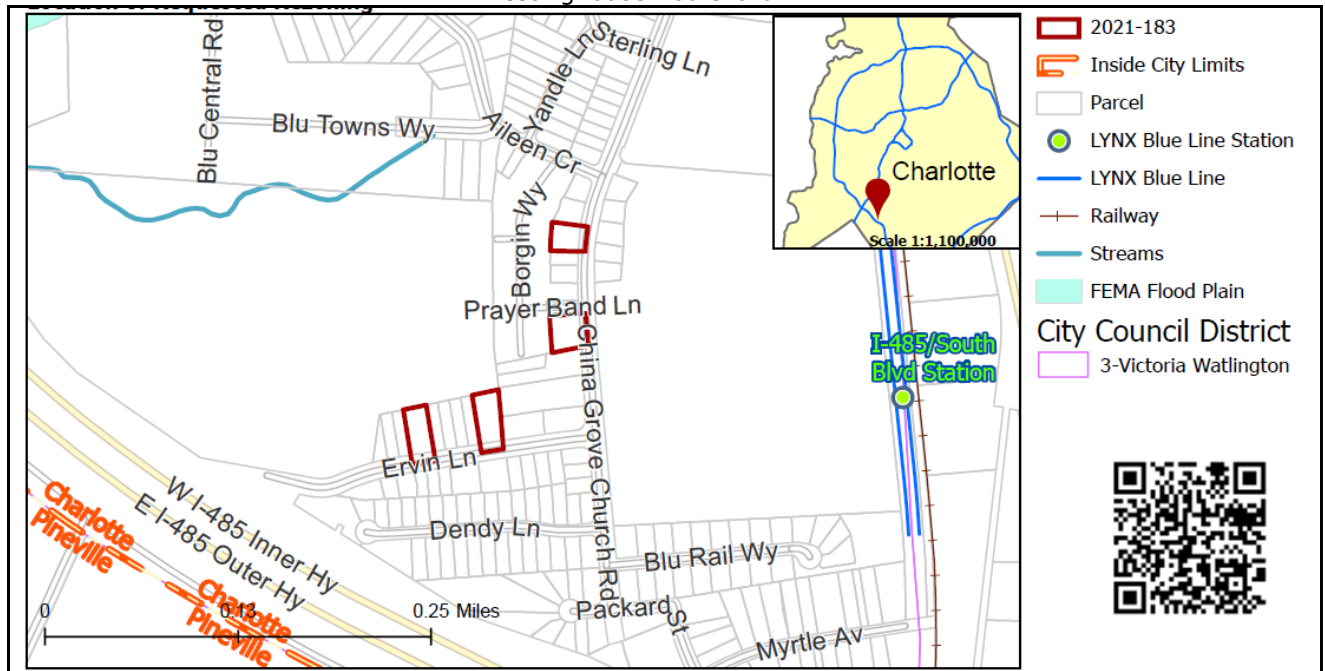 Blu Central Rd
Yandle Ln
Sterling Ln
Blu Towns Wy
Aileen Cr
Borgin Wy
Prayer Band Ln
China Grove Church Rd
Ervin Ln
Dendy Ln
Blu Rail Wy
Packard St
Myrtle Av
W I-485 Inner Hy
E I-485 Outer Hy
Charlotte
Pineville
Charlotte
Pineville
0
0.13
0.25 Miles
I-485/South
Blvd Station
Charlotte
Scale 1:1,100,000
2021-183
Inside City Limits
Parcel
LYNX Blue Line Station
LYNX Blue Line
Railway
Streams
FEMA Flood Plain
City Council District
3-Victoria Watlington